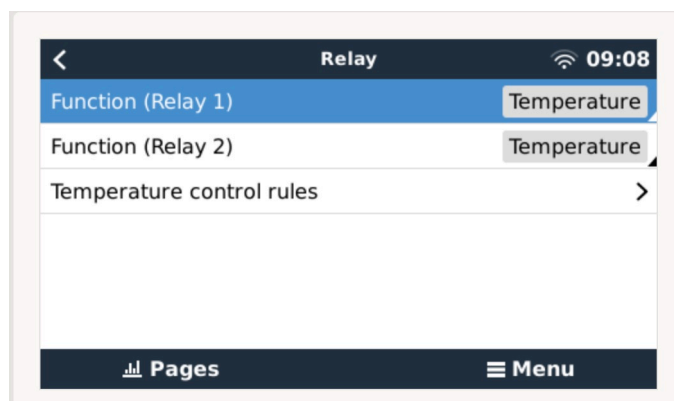 Relay 09:08
Function (Relay 1) Temperature
Function (Relay 2) Temperature
Temperature control rules
Pages Menu